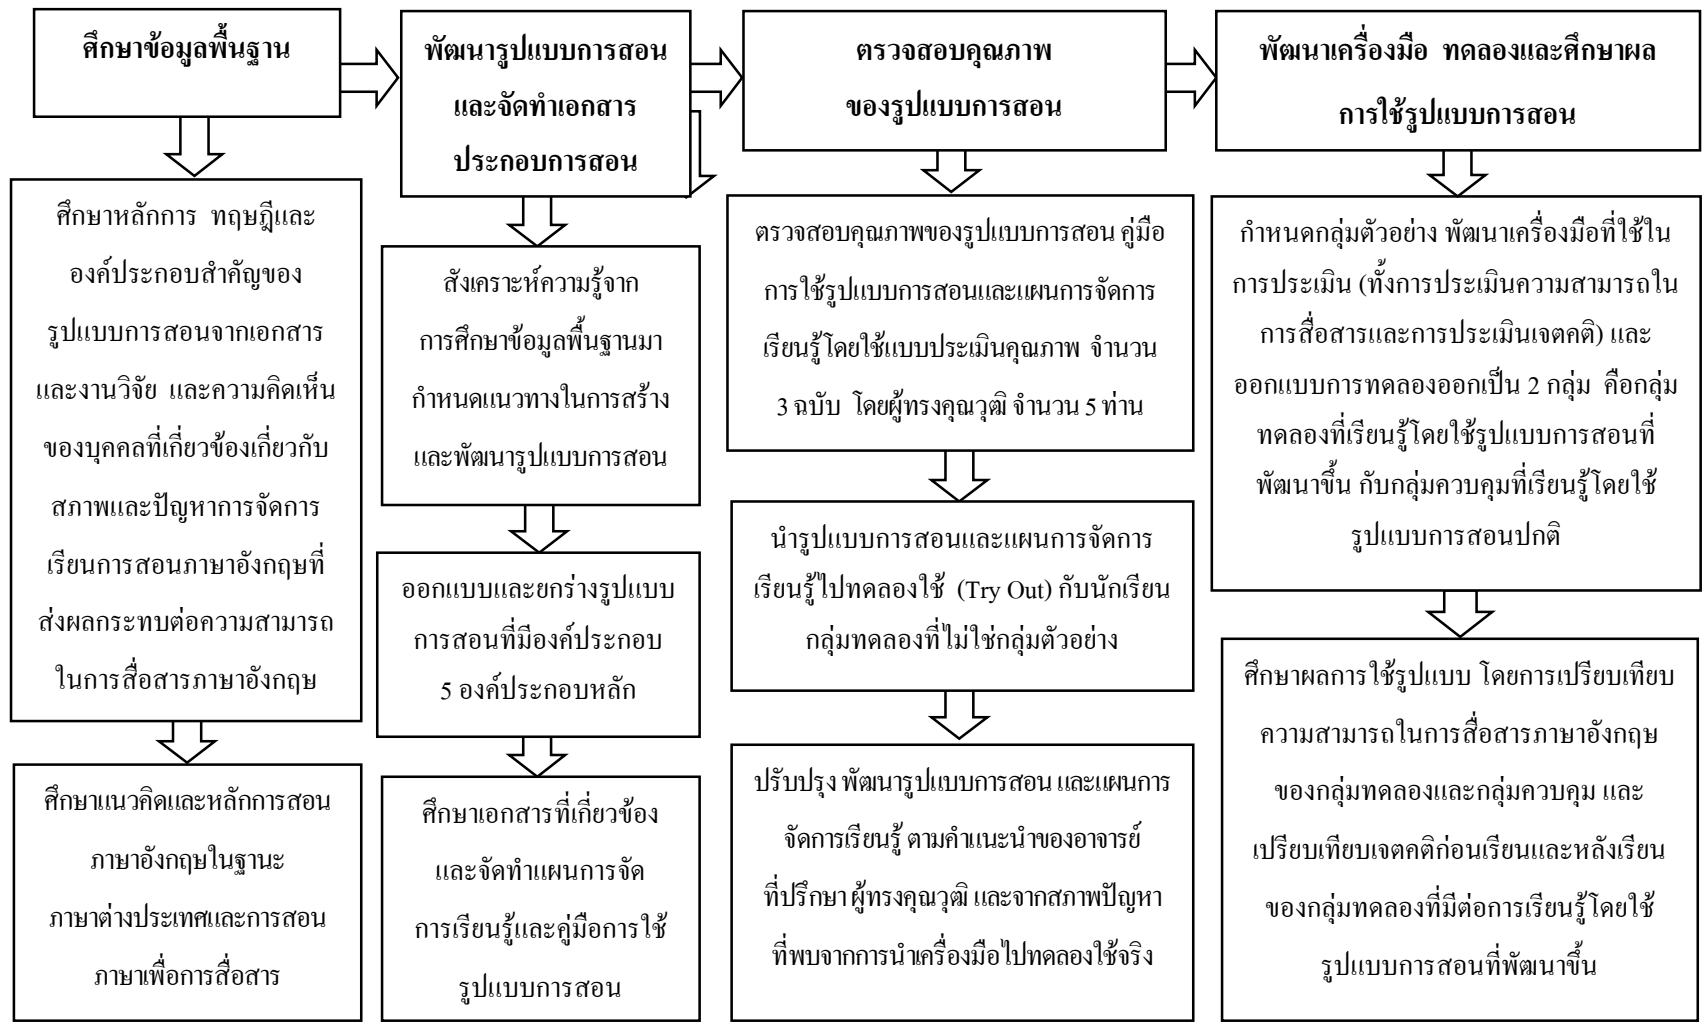 ศึกษาข้อมูลพื้นฐาน
ศึกษาหลักการ ทฤษฎีและ
องค์ประกอบสำคัญของ
รูปแบบการสอนจากเอกสาร
และงานวิจัย และความคิดเห็น
ของบุคคลที่เกี่ยวข้องเกี่ยวกับ
สภาพและปัญหาการจัดการ
เรียนการสอนภาษาอังกฤษที่
ส่งผลกระทบต่อความสามารถ
ในการสื่อสารภาษาอังกฤษ
ศึกษาแนวคิดและหลักการสอน
ภาษาอังกฤษในฐานะ
ภาษาต่างประเทศและการสอน
ภาษาเพื่อการสื่อสาร
พัฒนารูปแบบการสอน
และจัดทำเอกสาร
ประกอบการสอน
สังเคราะห์ความรู้จาก
การศึกษาข้อมูลพื้นฐานมา
กำหนดแนวทางในการสร้าง
และพัฒนารูปแบบการสอน
ออกแบบและยกร่างรูปแบบ
การสอนที่มีองค์ประกอบ
5 องค์ประกอบหลัก
ศึกษาเอกสารที่เกี่ยวข้อง
และจัดทำแผนการจัด
การเรียนรู้และคู่มือการใช้
รูปแบบการสอน
ตรวจสอบคุณภาพ
ของรูปแบบการสอน
ตรวจสอบคุณภาพของรูปแบบการสอน คู่มือ
การใช้รูปแบบการสอนและแผนการจัดการ
เรียนรู้โดยใช้แบบประเมินคุณภาพ จำนวน
3 ฉบับ โดยผู้ทรงคุณวุฒิ จำนวน 5 ท่าน
นำรูปแบบการสอนและแผนการจัดการ
เรียนรู้ไปทดลองใช้ (Try Out) กับนักเรียน
กลุ่มทดลองที่ไม่ใช่กลุ่มตัวอย่าง
ปรับปรุง พัฒนารูปแบบการสอน และแผนการ
จัดการเรียนรู้ ตามคำแนะนำของอาจารย์
ที่ปรึกษา ผู้ทรงคุณวุฒิ และจากสภาพปัญหา
ที่พบจากการนำเครื่องมือไปทดลองใช้จริง
พัฒนาเครื่องมือ ทดลองและศึกษาผล
การใช้รูปแบบการสอน
กำหนดกลุ่มตัวอย่าง พัฒนาเครื่องมือที่ใช้ใน
การประเมิน (ทั้งการประเมินความสามารถใน
การสื่อสารและการประเมินเจตคติ) และ
ออกแบบการทดลองออกเป็น 2 กลุ่ม คือกลุ่ม
ทดลองที่เรียนรู้โดยใช้รูปแบบการสอนที่
พัฒนาขึ้น กับกลุ่มควบคุมที่เรียนรู้โดยใช้
รูปแบบการสอนปกติ
ศึกษาผลการใช้รูปแบบ โดยการเปรียบเทียบ
ความสามารถในการสื่อสารภาษาอังกฤษ
ของกลุ่มทดลองและกลุ่มควบคุม และ
เปรียบเทียบเจตคติก่อนเรียนและหลังเรียน
ของกลุ่มทดลองที่มีต่อการเรียนรู้โดยใช้
รูปแบบการสอนที่พัฒนาขึ้น